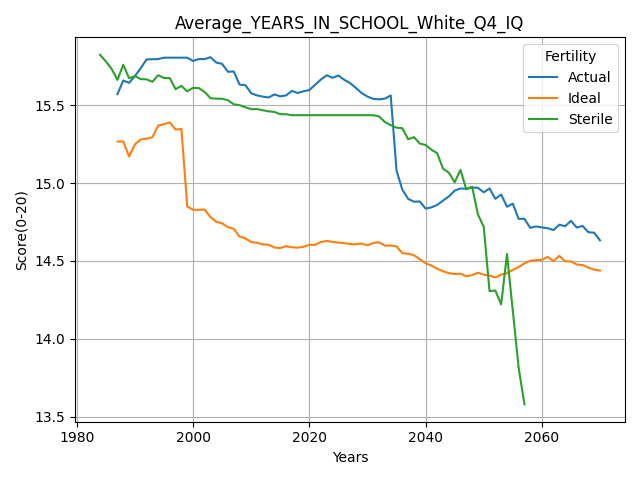 Average_YEARS_IN_SCHOOL_White_Q4_IQ
Fertility
Actual
Ideal
Sterile
Score(0-20)
15.5
15.0
14.5
14.0
13.5
1980
2000
2020
2040
2060
Years